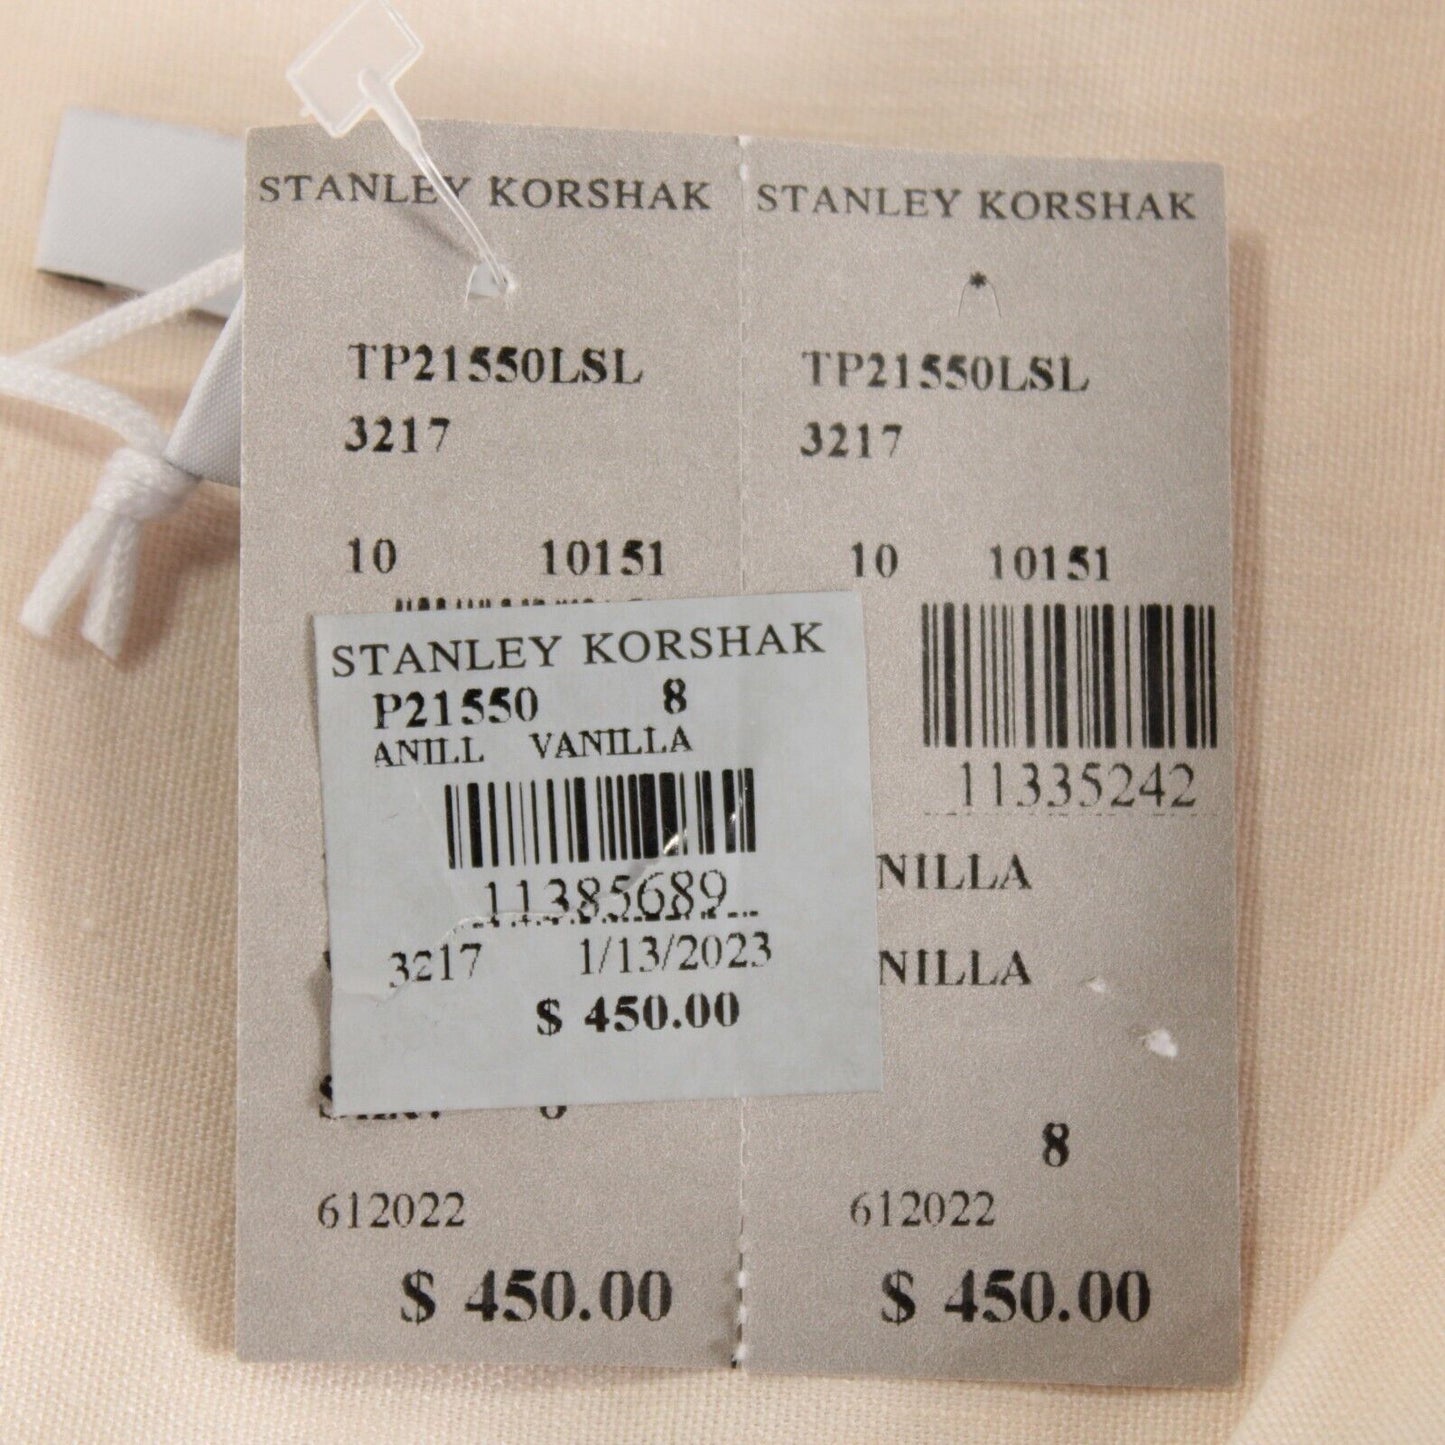 STANLEY KORSHAK
TP21550LSL
3217
10 10151
STANLEY KORSHAK
P21550 8
ANILL VANILLA
11385689
3217 1/13/2023
$ 450.00
612022
$ 450.00
STANLEY KORSHAK
*
TP21550LSL
3217
10 10151
11335242
NILLA
NILLA
8
612022
$ 450.00